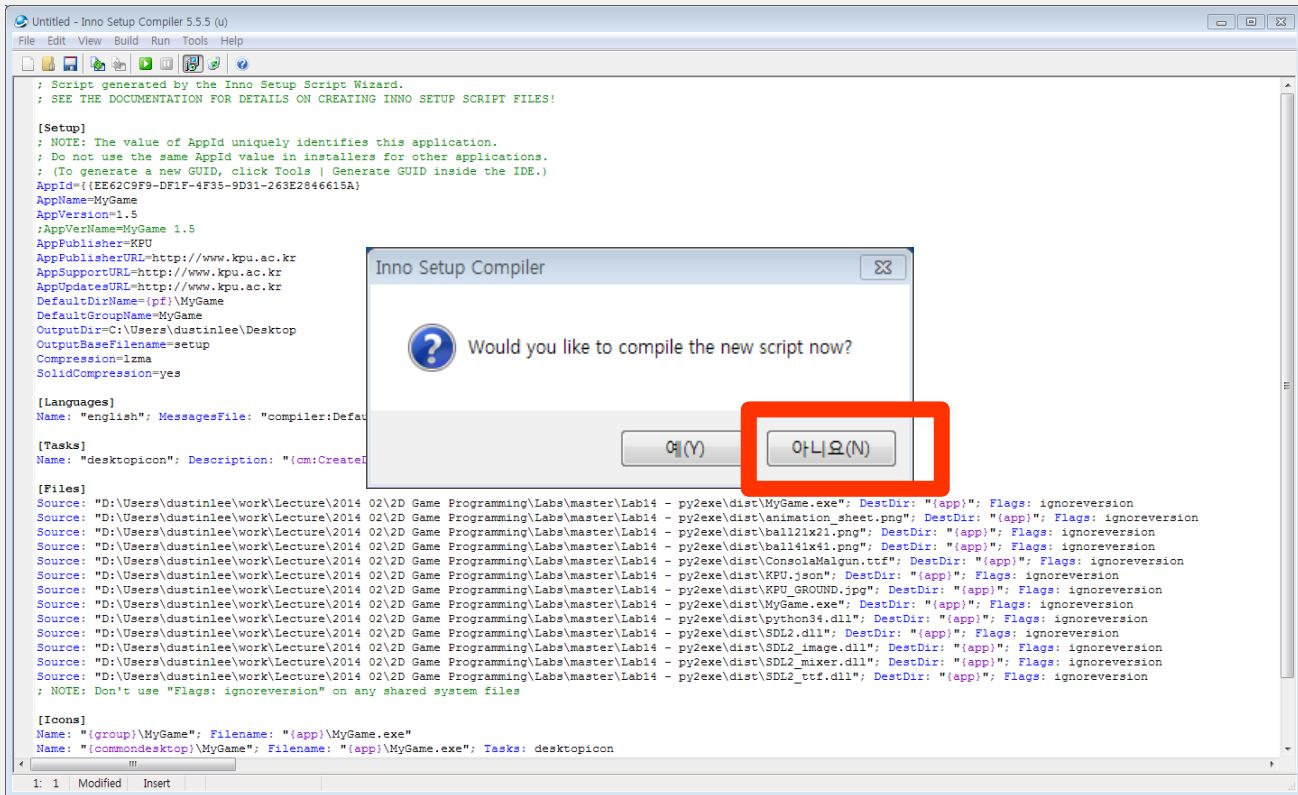 Untitled - Inno Setup Compiler 5.5.5 (u)
File Edit View Build Run Tools Help
; Script generated by the Inno Setup Script Wizard.
; SEE THE DOCUMENTATION FOR DETAILS ON CREATING INNO SETUP SCRIPT FILES!
[Setup]
; NOTE: The value of AppId uniquely identifies this application.
; Do not use the same AppId value in installers for other applications.
; (To generate a new GUID, click Tools | Generate GUID inside the IDE.)
AppId={{EE62C9F9-DF1F-4F35-9D31-263E2846615A}
AppName=MyGame
AppVersion=1.5
;AppVerName=MyGame 1.5
AppPublisher=KPU
AppPublisherURL=http://www.kpu.ac.kr
AppSupportURL=http://www.kpu.ac.kr
AppUpdatesURL=http://www.kpu.ac.kr
DefaultDirName={pf}\MyGame
DefaultGroupName=MyGame
OutputDir=C:\Users\dustinlee\Desktop
OutputBaseFilename=setup
Compression=lzma
SolidCompression=yes
[Languages]
Name: "english"; MessagesFile: "compiler:Defau
[Tasks]
Name: "desktopicon"; Description: "{cm:CreateD
Inno Setup Compiler
Would you like to compile the new script now?
예(Y) 아니요(N)
[Files]
Source: "D:\Users\dustinlee\work\Lecture\2014 02\2D Game Programming\Labs\master\Lab14 - py2exe\dist\MyGame.exe"; DestDir: "{app}"; Flags: ignoreversion
Source: "D:\Users\dustinlee\work\Lecture\2014 02\2D Game Programming\Labs\master\Lab14 - py2exe\dist\animation_sheet.png"; DestDir: "{app}"; Flags: ignoreversion
Source: "D:\Users\dustinlee\work\Lecture\2014 02\2D Game Programming\Labs\master\Lab14 - py2exe\dist\ball21x21.png"; DestDir: "{app}"; Flags: ignoreversion
Source: "D:\Users\dustinlee\work\Lecture\2014 02\2D Game Programming\Labs\master\Lab14 - py2exe\dist\ball41x41.png"; DestDir: "{app}"; Flags: ignoreversion
Source: "D:\Users\dustinlee\work\Lecture\2014 02\2D Game Programming\Labs\master\Lab14 - py2exe\dist\ConsolaMalgun.ttf"; DestDir: "{app}"; Flags: ignoreversion
Source: "D:\Users\dustinlee\work\Lecture\2014 02\2D Game Programming\Labs\master\Lab14 - py2exe\dist\KPU.json"; DestDir: "{app}"; Flags: ignoreversion
Source: "D:\Users\dustinlee\work\Lecture\2014 02\2D Game Programming\Labs\master\Lab14 - py2exe\dist\KPU_GROUND.jpg"; DestDir: "{app}"; Flags: ignoreversion
Source: "D:\Users\dustinlee\work\Lecture\2014 02\2D Game Programming\Labs\master\Lab14 - py2exe\dist\MyGame.exe"; DestDir: "{app}"; Flags: ignoreversion
Source: "D:\Users\dustinlee\work\Lecture\2014 02\2D Game Programming\Labs\master\Lab14 - py2exe\dist\python34.dll"; DestDir: "{app}"; Flags: ignoreversion
Source: "D:\Users\dustinlee\work\Lecture\2014 02\2D Game Programming\Labs\master\Lab14 - py2exe\dist\SDL2.dll"; DestDir: "{app}"; Flags: ignoreversion
Source: "D:\Users\dustinlee\work\Lecture\2014 02\2D Game Programming\Labs\master\Lab14 - py2exe\dist\SDL2_image.dll"; DestDir: "{app}"; Flags: ignoreversion
Source: "D:\Users\dustinlee\work\Lecture\2014 02\2D Game Programming\Labs\master\Lab14 - py2exe\dist\SDL2_mixer.dll"; DestDir: "{app}"; Flags: ignoreversion
Source: "D:\Users\dustinlee\work\Lecture\2014 02\2D Game Programming\Labs\master\Lab14 - py2exe\dist\SDL2_ttf.dll"; DestDir: "{app}"; Flags: ignoreversion
; NOTE: Don't use "Flags: ignoreversion" on any shared system files
[Icons]
Name: "{group}\MyGame"; Filename: "{app}\MyGame.exe"
Name: "{commondesktop}\MyGame"; Filename: "{app}\MyGame.exe"; Tasks: desktopicon
1: 1 Modified Insert